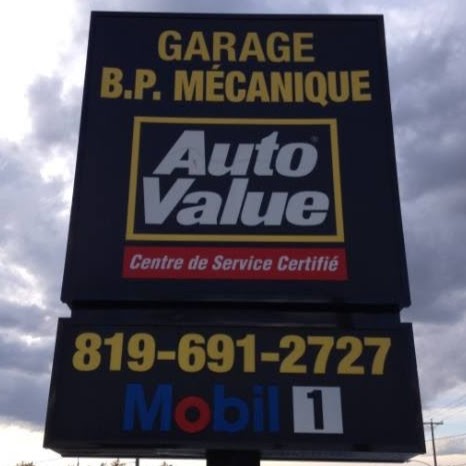 GARAGE
B.P. MÉCANIQUE
Auto
Value
Centre de Service Certifié
819-691-2727
Mobil 1